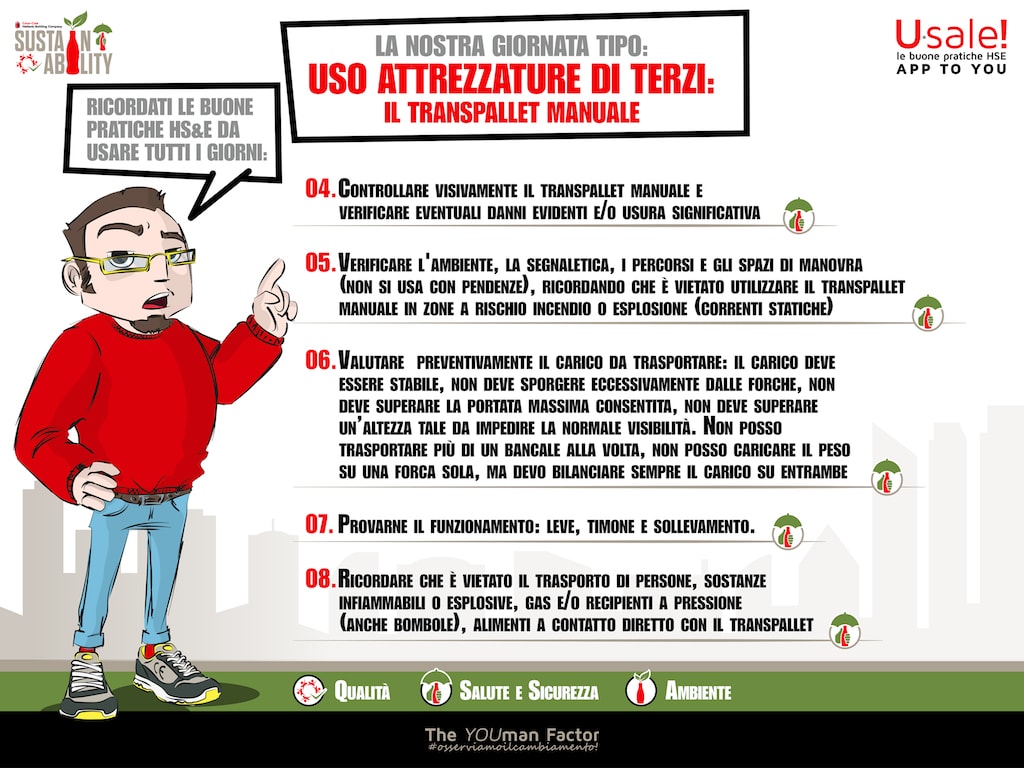 SUSTAIN
ABILITY
U·sale!
le buone pratiche HSE
APP TO YOU
LA NOSTRA GIORNATA TIPO:
USO ATTREZZATURE DI TERZI:
IL TRANSPALLET MANUALE
RICORDATI LE BUONE
PRATICHE HS&E DA
USARE TUTTI I GIORNI:
04. CONTROLLARE VISIVAMENTE IL TRANSPALLET MANUALE E
VERIFICARE EVENTUALI DANNI EVIDENTI E/O USURA SIGNIFICATIVA
05. VERIFICARE L'AMBIENTE, LA SEGNALETICA, I PERCORSI E GLI SPAZI DI MANOVRA
(NON SI USA CON PENDENZE), RICORDANDO CHE È VIETATO UTILIZZARE IL TRANSPALLET
MANUALE IN ZONE A RISCHIO INCENDIO O ESPLOSIONE (CORRENTI STATICHE)
06. VALUTARE PREVENTIVAMENTE IL CARICO DA TRASPORTARE: IL CARICO DEVE
ESSERE STABILE, NON DEVE SPORGERE ECCESSIVAMENTE DALLE FORCHE, NON
DEVE SUPERARE LA PORTATA MASSIMA CONSENTITA, NON DEVE SUPERARE
UN'ALTEZZA TALE DA IMPEDIRE LA NORMALE VISIBILITÀ. NON POSSO
TRASPORTARE PIÙ DI UN BANCALE ALLA VOLTA, NON POSSO CARICARE IL PESO
SU UNA FORCA SOLA, MA DEVO BILANCIARE SEMPRE IL CARICO SU ENTRAMBE
07. PROVARNE IL FUNZIONAMENTO: LEVE, TIMONE E SOLLEVAMENTO.
08. RICORDARE CHE È VIETATO IL TRASPORTO DI PERSONE, SOSTANZE
INFIAMMABILI O ESPLOSIVE, GAS E/O RECIPIENTI A PRESSIONE
(ANCHE BOMBOLE), ALIMENTI A CONTATTO DIRETTO CON IL TRANSPALLET
QUALITÀ SALUTE E SICUREZZA AMBIENTE
The YOUman Factor
#osserviamoilcambiamento!